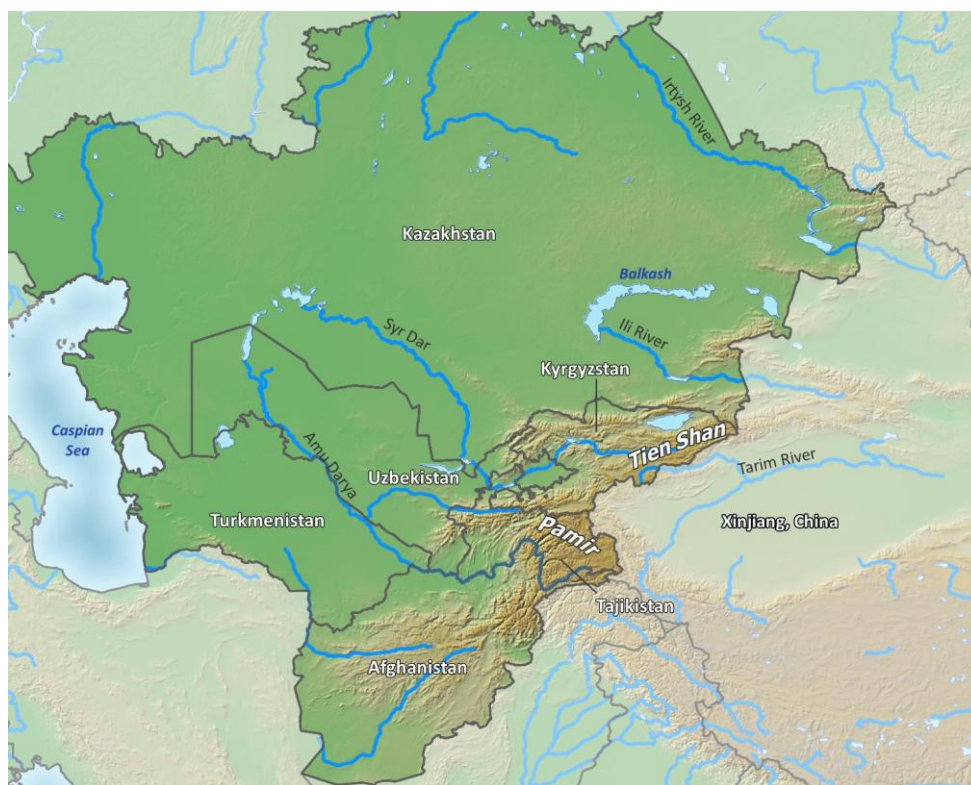 Irtysh River
Kazakhstan
Balkash
Syr Dar
Ili River
Kyrgyzstan
Caspian
Sea
Tien Shan
Amu Darya
Uzbekistan
Tarim River
Turkmenistan
Pamir
Xinjiang, China
Tajikistan
Afghanistan